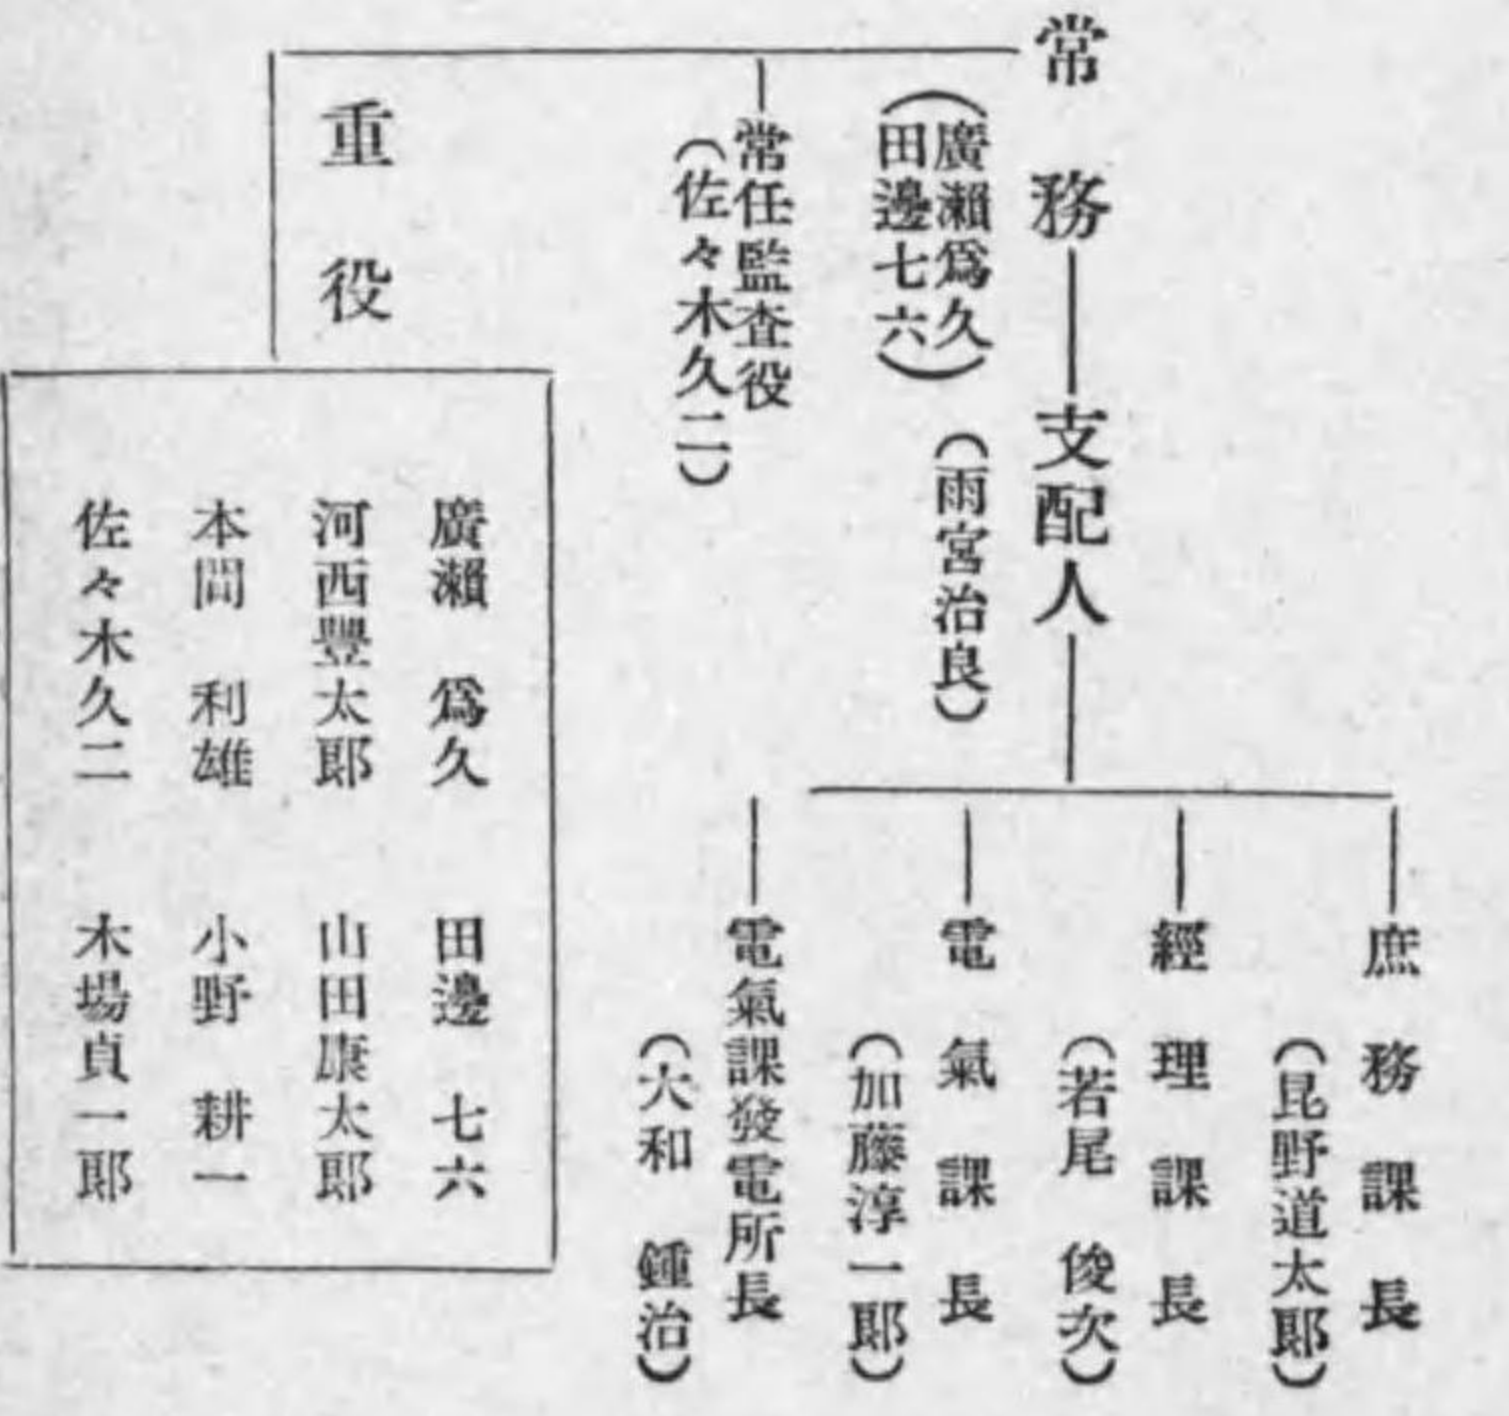 常務
(廣瀨爲久
田邊七六)
支配人
(雨宮治良)
庶務課長
(昆野道太郎)
經理課長
(若尾 俊次)
電氣課長
(加藤淳一郎)
電氣課發電所長
(大和 鍾治)
常任監査役
(佐々木久二)
重役
廣瀨 爲久
田邊 七六
河西豐太郎
山田康太郎
本間 利雄
小野 耕一
佐々木久二
木場貞一郎